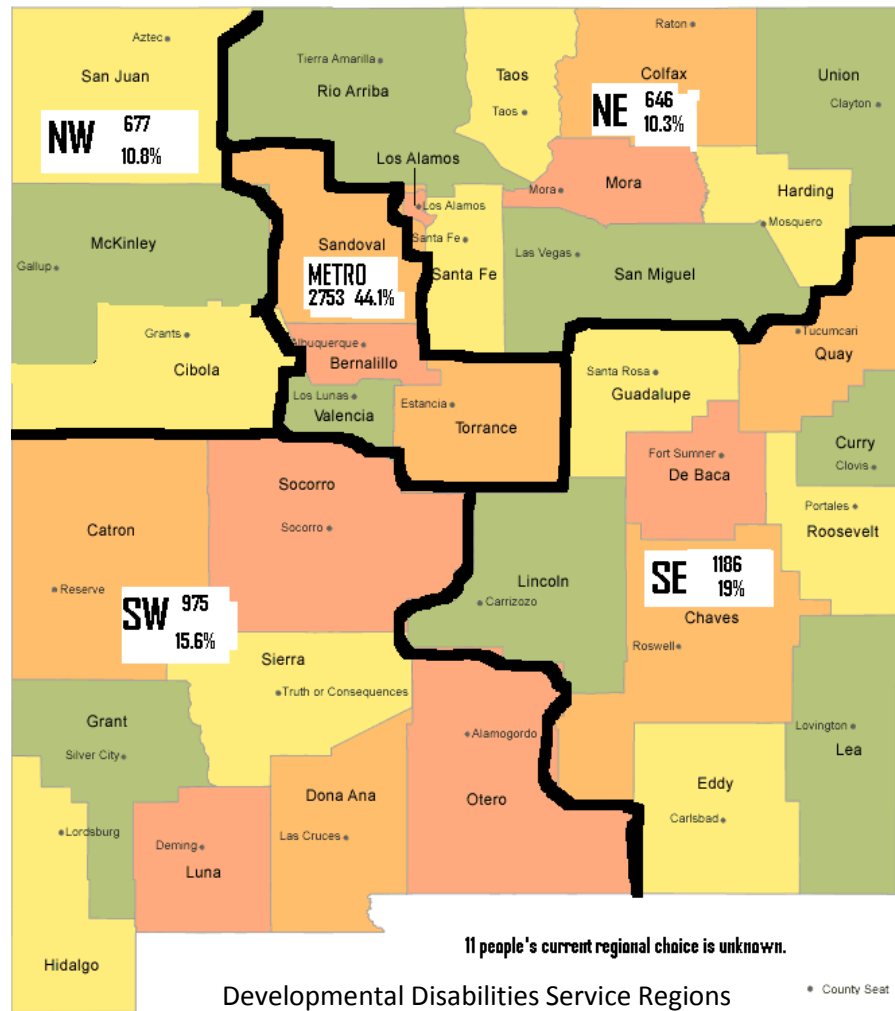 Aztec
San Juan
NW 677
10.8%
Tierra Amarilla
Rio Arriba
Taos
Taos
Raton
Colfax
NE 646
10.3%
Union
Clayton
Los Alamos
Los Alamos
Mora
Mora
Harding
Mosquero
McKinley
Gallup
Sandoval
METRO
2753 44.1%
Santa Fe
Santa Fe
Las Vegas
San Miguel
Grants
Cibola
Albuquerque
Bernalillo
Los Lunas
Valencia
Estancia
Torrance
Santa Rosa
Guadalupe
Tucumcari
Quay
Curry
Clovis
Fort Sumner
De Baca
Portales
Roosevelt
Catron
Reserve
Socorro
Socorro
SW 975
15.6%
Lincoln
Carrizozo
SE 1186
19%
Chaves
Roswell
Sierra
Truth or Consequences
Grant
Silver City
Alamogordo
Otero
Lovington
Lea
Eddy
Carlsbad
Dona Ana
Las Cruces
Lordsburg
Deming
Luna
Hidalgo
11 people's current regional choice is unknown.
Developmental Disabilities Service Regions
County Seat